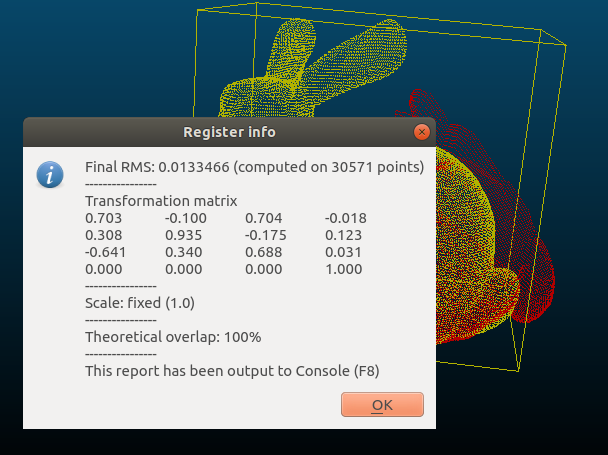 Register info
Final RMS: 0.0133466 (computed on 30571 points)
----------------
Transformation matrix
0.703 -0.100 0.704 -0.018
0.308 0.935 -0.175 0.123
-0.641 0.340 0.688 0.031
0.000 0.000 0.000 1.000
----------------
Scale: fixed (1.0)
----------------
Theoretical overlap: 100%
----------------
This report has been output to Console (F8)
OK